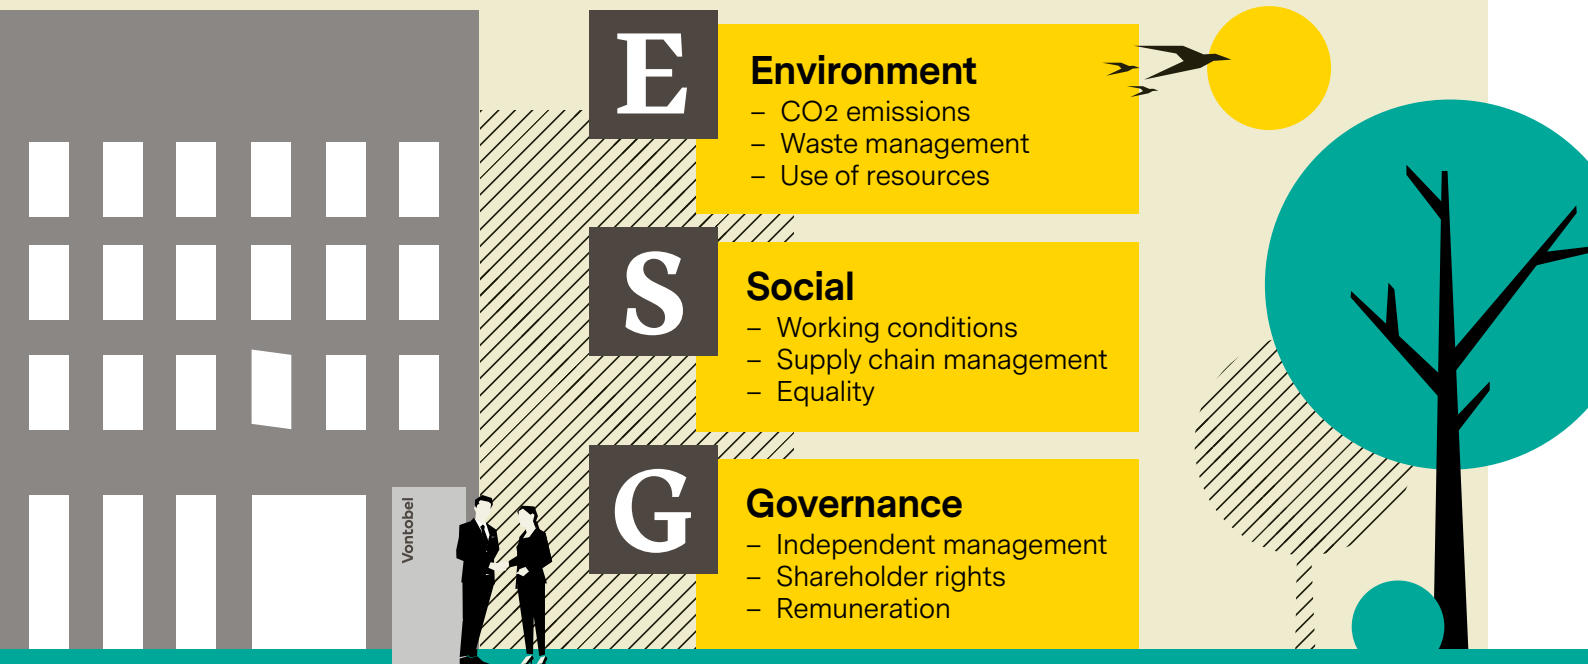 E
Environment
– CO2 emissions
– Waste management
– Use of resources
S
Social
– Working conditions
– Supply chain management
– Equality
G
Governance
– Independent management
– Shareholder rights
– Remuneration
Vontobel